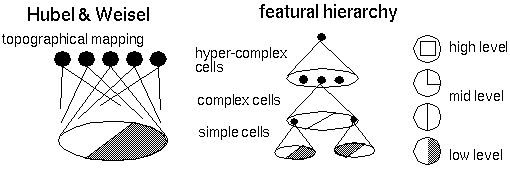 Hubel & Weisel
topographical mapping
featural hierarchy
hyper-complex
cells
complex cells
simple cells
high level
mid level
low level